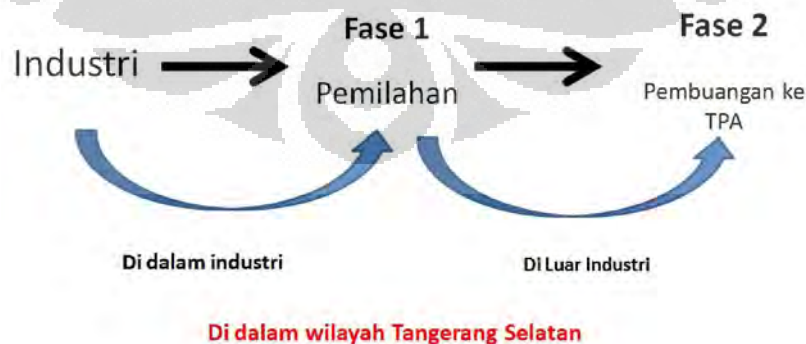 Fase 1
Fase 2
Industri
Pemilahan
Pembuangan ke
TPA
Di dalam industri
Di Luar Industri
Di dalam wilayah Tangerang Selatan